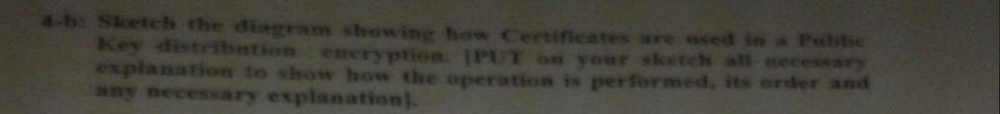 4-b: Sketch the diagram showing how Certificates are used in a Public
Key distribution encryption. [PUT on your sketch all necessary
explanation to show how the operation is performed, its order and
any necessary explanation].